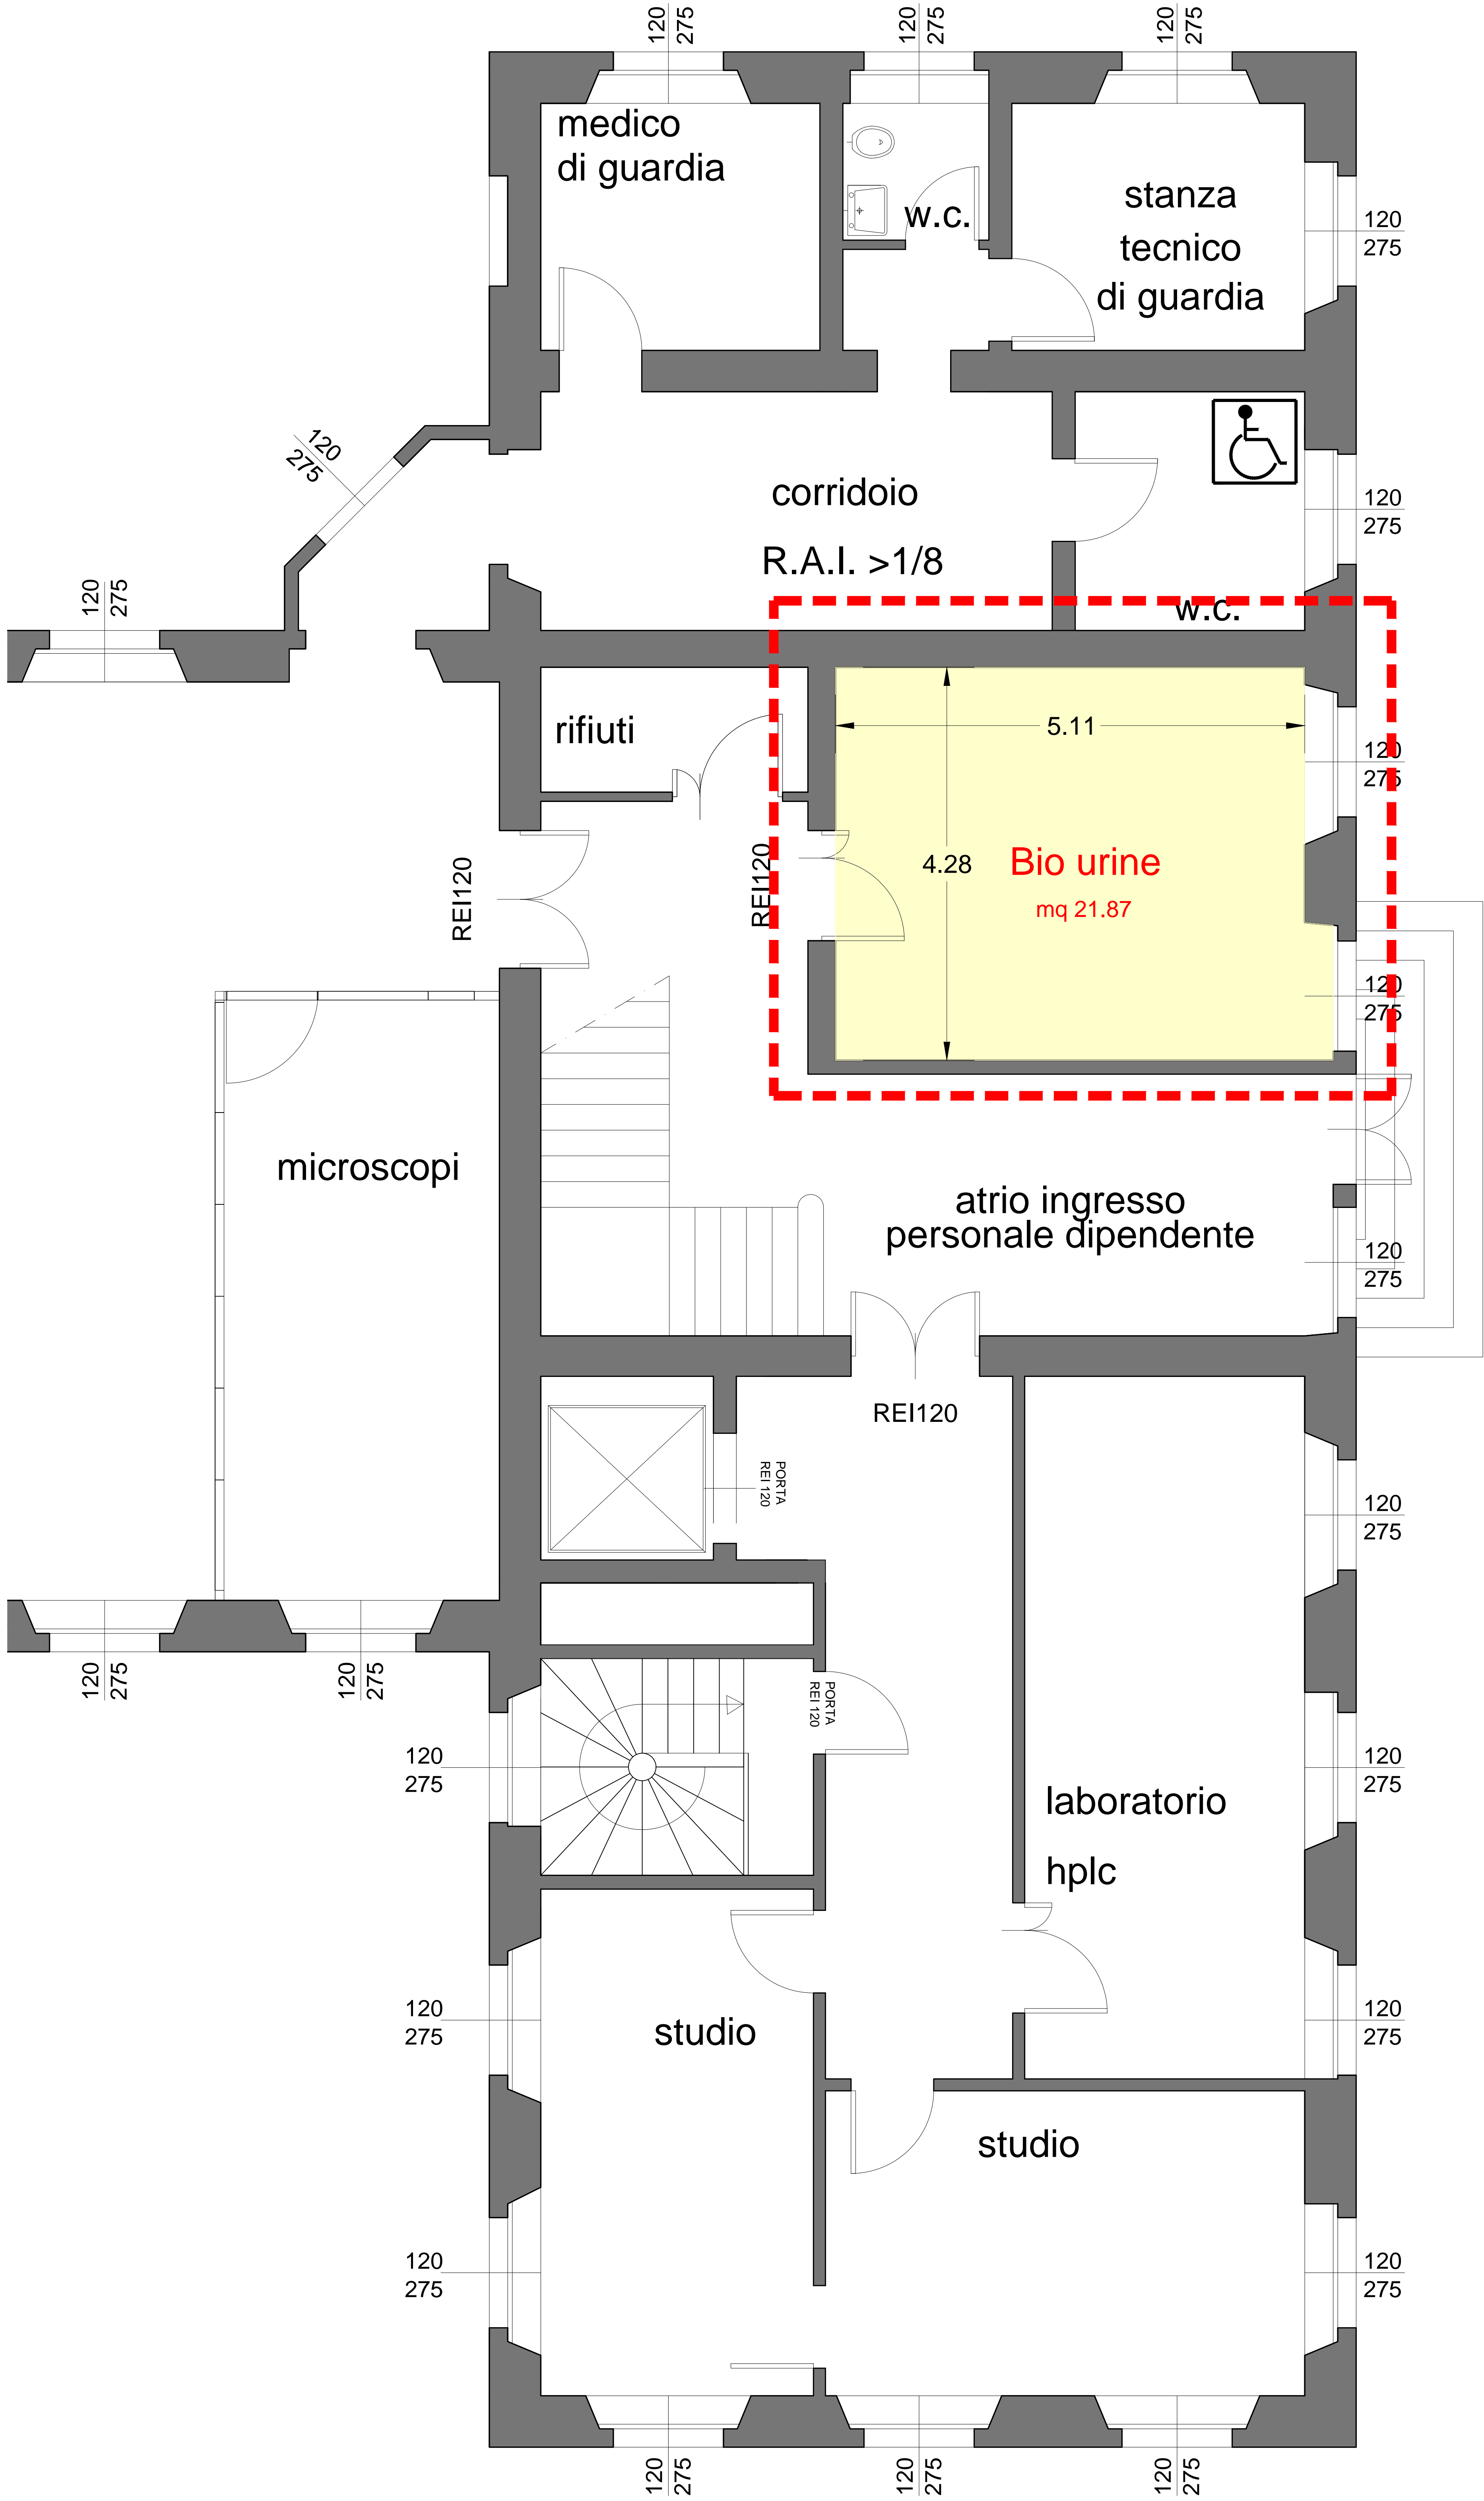 120
275
120
275
120
275
medico
di guardia
w.c.
stanza
tecnico
di guardia
120
275
120
275
corridoio
R.A.I. >1/8
120
275
120
275
w.c.
rifiuti
5.11
120
275
4.28
Bio urine
mq 21.87
REI120
REI120
120
275
microscopi
atrio ingresso
personale dipendente
120
275
REI120
PORTA
REI 120
120
275
120
275
120
275
PORTA
REI 120
120
275
120
275
laboratorio
hplc
120
275
studio
120
275
studio
120
275
120
275
120
275
120
275
120
275